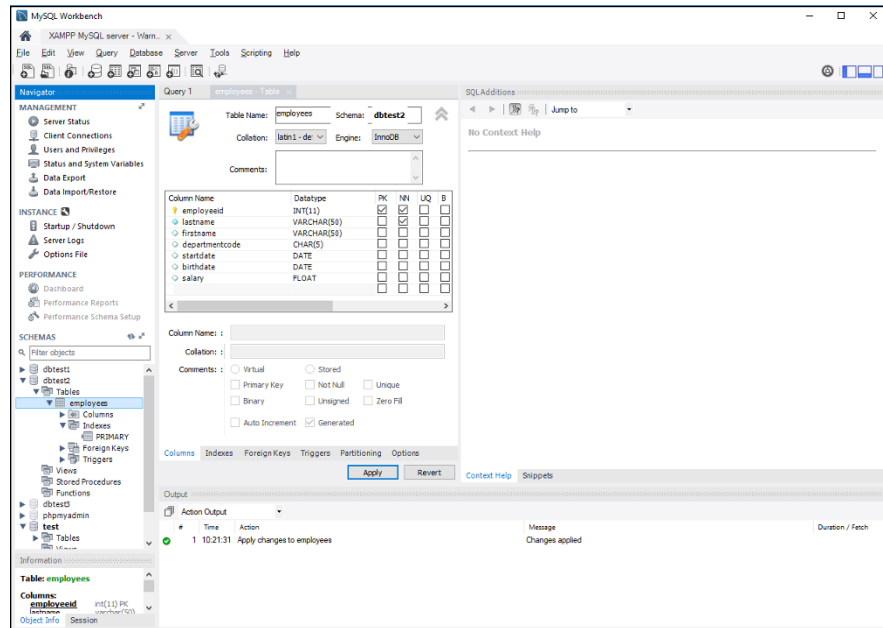 MySQL Workbench
XAMPP MySQL server - Warn... x
File Edit View Query Database Server Tools Scripting Help
Navigator
MANAGEMENT
Server Status
Client Connections
Users and Privileges
Status and System Variables
Data Export
Data Import/Restore
INSTANCE
Startup / Shutdown
Server Logs
Options File
PERFORMANCE
Dashboard
Performance Reports
Performance Schema Setup
SCHEMAS
Filter objects
dbtest1
dbtest2
Tables
employees
Columns
Indexes
PRIMARY
Foreign Keys
Triggers
Views
Stored Procedures
Functions
dbtest3
phpmyadmin
test
Tables
Views
Information
Table: employees
Columns:
employeeid int(11) PK
lastname varchar(50)
Object Info Session
Query 1 employees - Table x
Table Name: employees Schema: dbtest2
Collation: latin1 - de Engine: InnoDB
Comments:
Column Name Datatype PK NN UQ B
employeeid INT(11)
lastname VARCHAR(50)
firstname VARCHAR(50)
departmentcode CHAR(5)
startdate DATE
birthdate DATE
salary FLOAT
Column Name: :
Collation: :
Comments: : Virtual Stored
Primary Key Not Null Unique
Binary Unsigned Zero Fill
Auto Increment Generated
Columns Indexes Foreign Keys Triggers Partitioning Options
Apply Revert
SQLAdditions
Jump to
No Context Help
Context Help Snippets
Output
Action Output
# Time Action Message Duration / Fetch
1 10:21:31 Apply changes to employees Changes applied